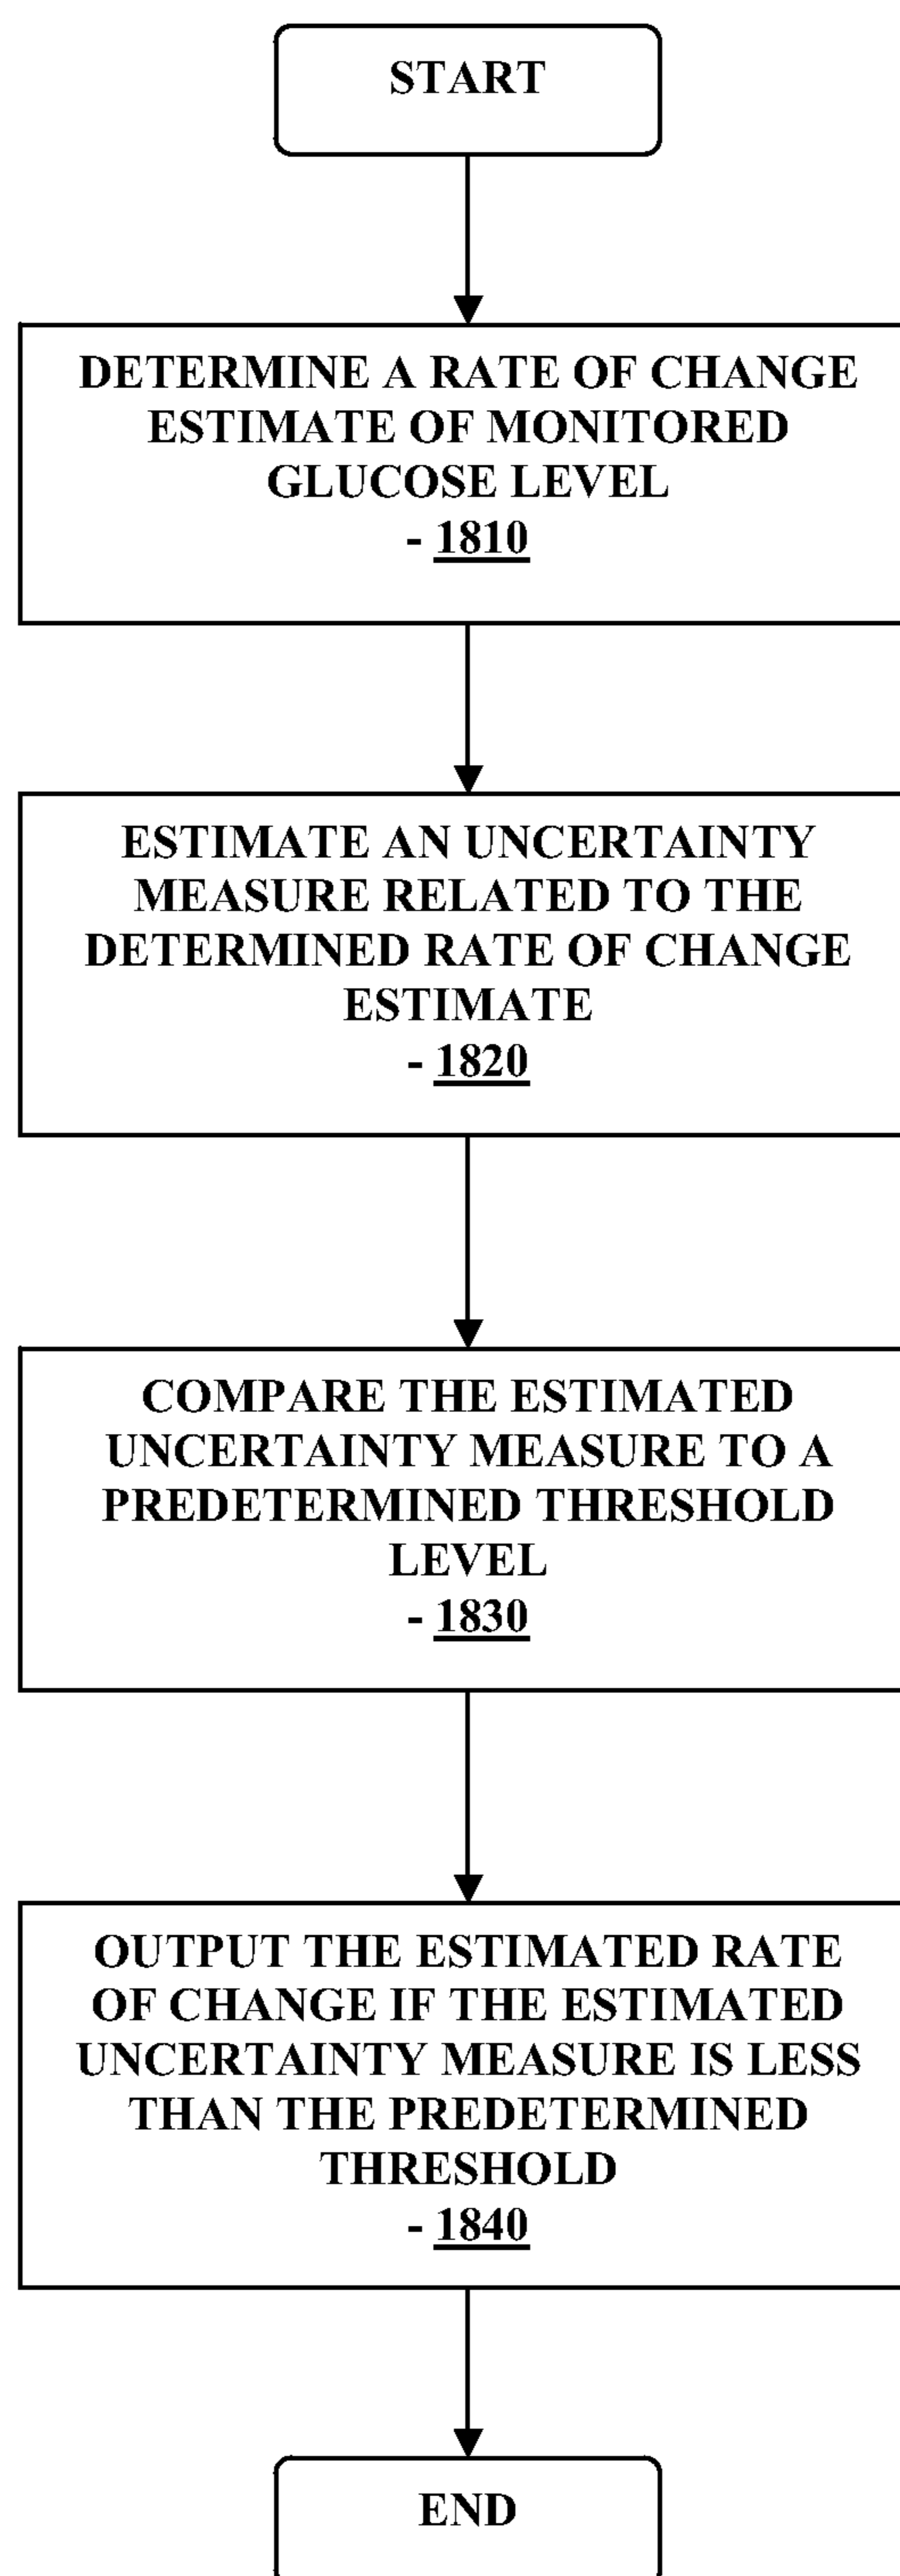 START
DETERMINE A RATE OF CHANGE
ESTIMATE OF MONITORED
GLUCOSE LEVEL
- 1810
ESTIMATE AN UNCERTAINTY
MEASURE RELATED TO THE
DETERMINED RATE OF CHANGE
ESTIMATE
- 1820
COMPARE THE ESTIMATED
UNCERTAINTY MEASURE TO A
PREDETERMINED THRESHOLD
LEVEL
- 1830
OUTPUT THE ESTIMATED RATE
OF CHANGE IF THE ESTIMATED
UNCERTAINTY MEASURE IS LESS
THAN THE PREDETERMINED
THRESHOLD
- 1840
END